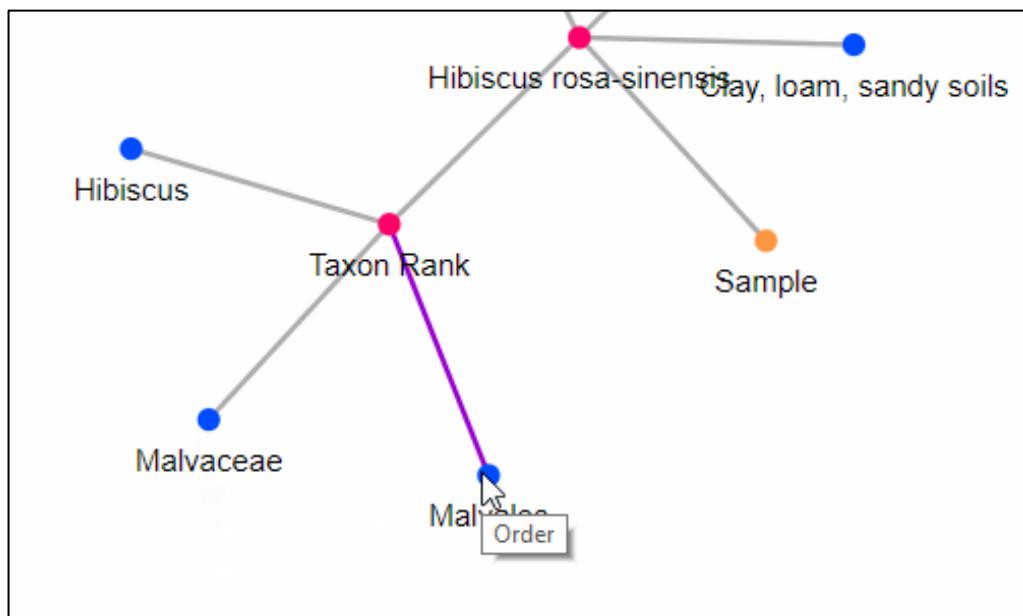 Hibiscus rosa-sinensis
Clay, loam, sandy soils
Hibiscus
Taxon Rank
Sample
Malvaceae
Malvales
Order